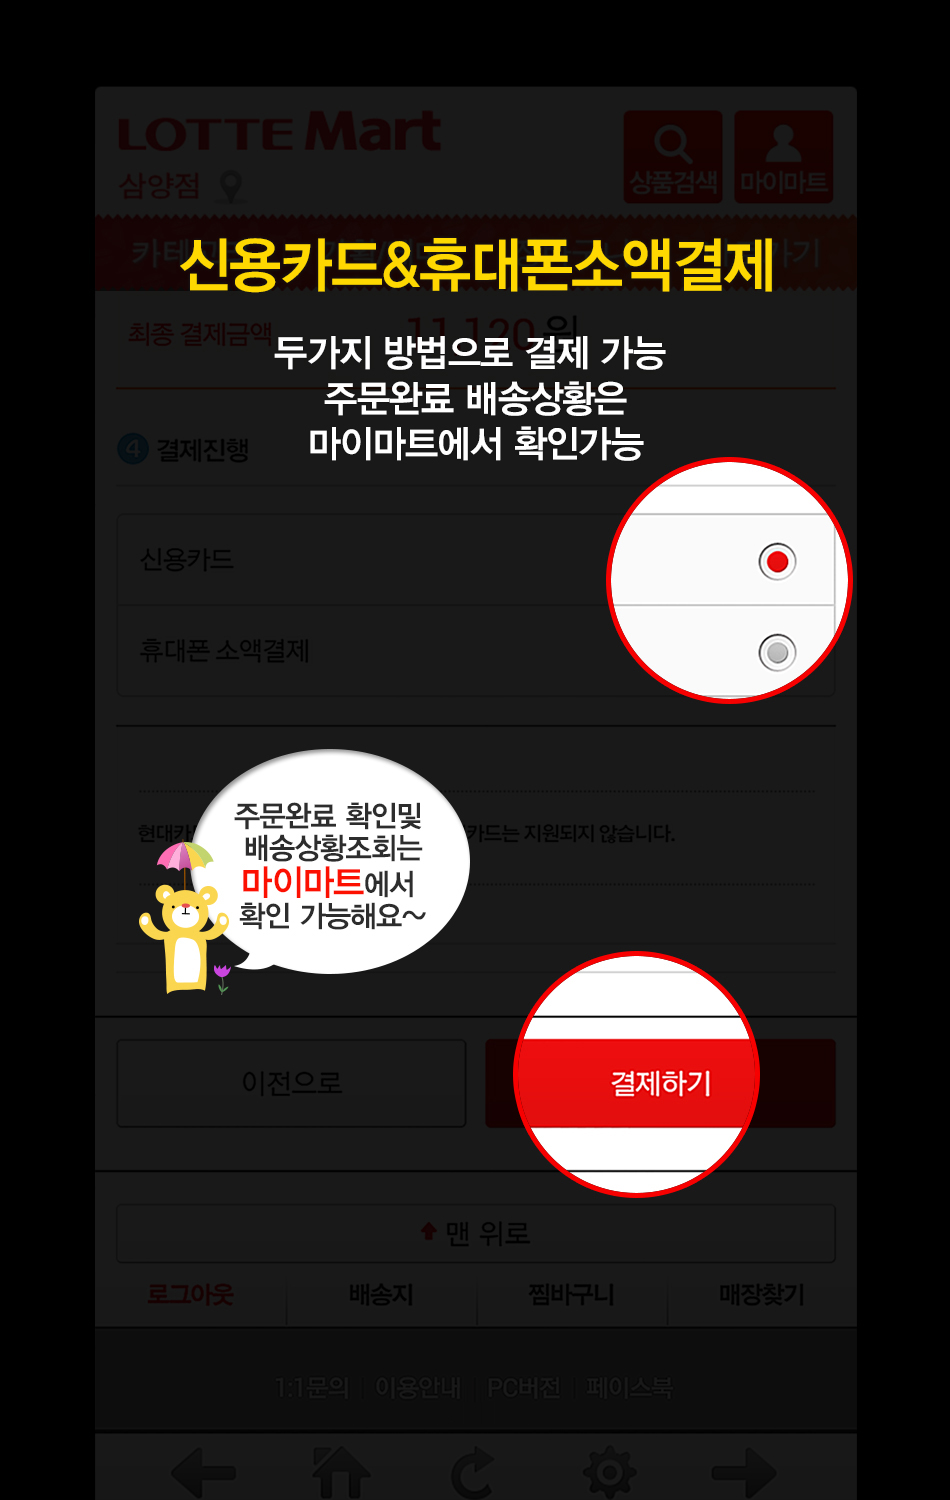 LOTTE Mart
삼양점
상품검색
마이마트
신용카드&휴대폰소액결제
최종 결제금액
11,120원
두가지 방법으로 결제 가능
주문완료 배송상황은
마이마트에서 확인가능
4 결제진행
신용카드
휴대폰 소액결제
주문완료 확인및
배송상황조회는
마이마트에서
확인 가능해요~
현대카
카드는 지원되지 않습니다.
이전으로
결제하기
맨 위로
로그아웃
배송지
찜바구니
매장찾기
1:1문의
이용안내
PC버전
페이스북